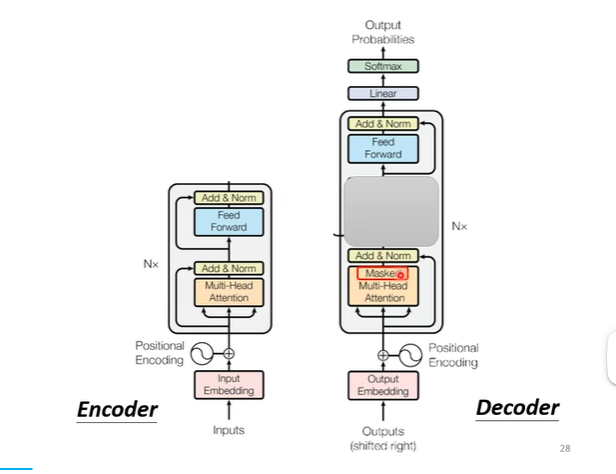 Output
Probabilities
Softmax
Linear
Add & Norm
Feed
Forward
Nx
Add & Norm
Masked
Multi-Head
Attention
Positional
Encoding
Output
Embedding
Outputs
(shifted right)
Decoder
Add & Norm
Feed
Forward
Nx
Add & Norm
Multi-Head
Attention
Positional
Encoding
Input
Embedding
Inputs
Encoder
28